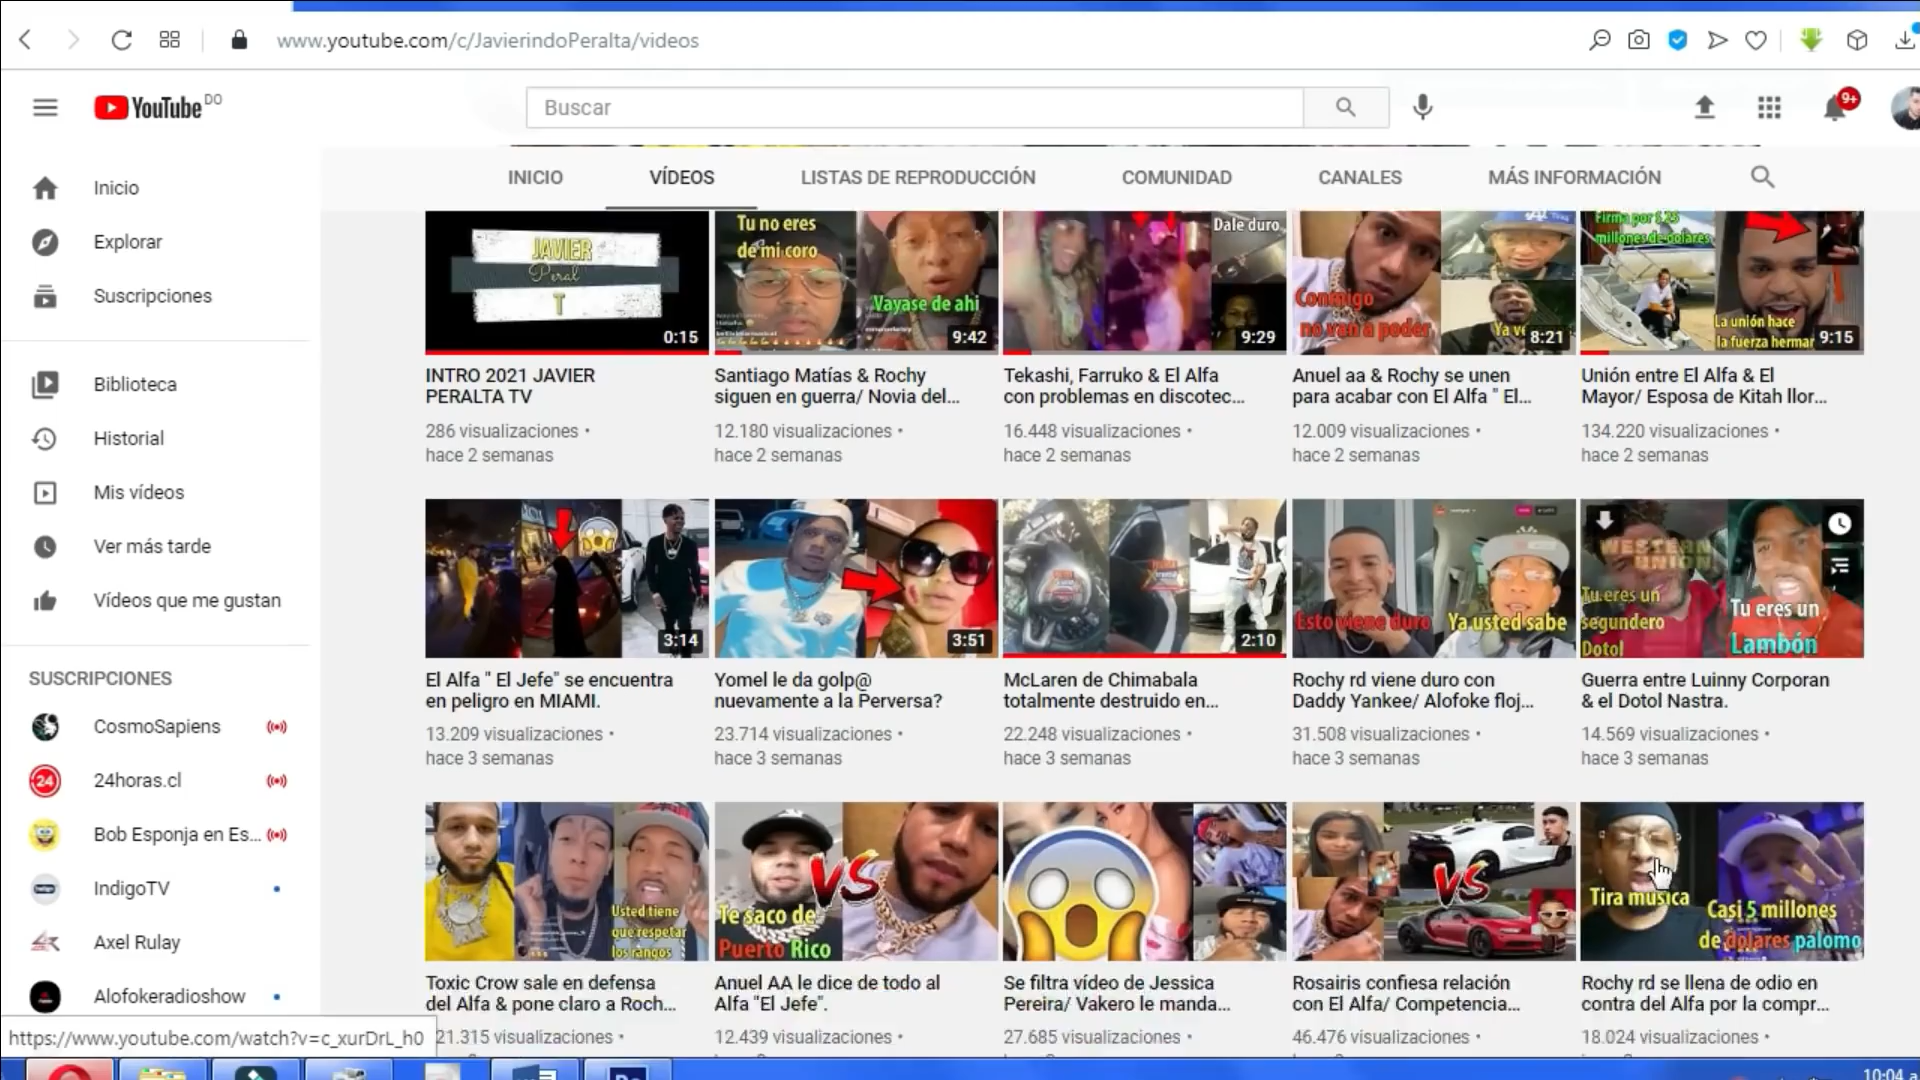 www.youtube.com/c/JavierindoPeralta/videos
YouTube DO
Buscar
9+
INICIO
VÍDEOS
LISTAS DE REPRODUCCIÓN
COMUNIDAD
CANALES
MÁS INFORMACIÓN
Inicio
Explorar
Suscripciones
Biblioteca
Historial
Mis vídeos
Ver más tarde
Vídeos que me gustan
SUSCRIPCIONES
CosmoSapiens
24
24horas.cl
Bob Esponja en Es...
IndigoTV
Axel Rulay
Alofokeradioshow
JAVIER
Peral
T
0:15
INTRO 2021 JAVIER
PERALTA TV
286 visualizaciones •
hace 2 semanas
Tu no eres
de mi coro
Vayase de ahi
9:42
Santiago Matías & Rochy
siguen en guerra/ Novia del...
12.180 visualizaciones •
hace 2 semanas
Dale duro
9:29
Tekashi, Farruko & El Alfa
con problemas en discotec...
16.448 visualizaciones •
hace 2 semanas
Conmigo
no van a poder
Ya ve
8:21
Anuel aa & Rochy se unen
para acabar con El Alfa " El...
12.009 visualizaciones •
hace 2 semanas
Firma por $ 25
millones de dolares
La unión hace
la fuerza herman
9:15
Unión entre El Alfa & El
Mayor/ Esposa de Kitah llor...
134.220 visualizaciones •
hace 2 semanas
3:14
El Alfa " El Jefe" se encuentra
en peligro en MIAMI.
13.209 visualizaciones •
hace 3 semanas
3:51
Yomel le da golp@
nuevamente a la Perversa?
23.714 visualizaciones •
hace 3 semanas
2:10
McLaren de Chimabala
totalmente destruido en...
22.248 visualizaciones •
hace 3 semanas
Esto viene duro
Ya usted sabe
Rochy rd viene duro con
Daddy Yankee/ Alofoke floj...
31.508 visualizaciones •
hace 3 semanas
WESTERN
UNION
Tu eres un
segundero
Dotol
Tu eres un
Lambón
Guerra entre Luinny Corporan
& el Dotol Nastra.
14.569 visualizaciones •
hace 3 semanas
Usted tiene
que respetar
los rangos
Toxic Crow sale en defensa
del Alfa & pone claro a Roch...
21.315 visualizaciones •
VS
Te saco de
Puerto Rico
Anuel AA le dice de todo al
Alfa "El Jefe".
12.439 visualizaciones •
Se filtra vídeo de Jessica
Pereira/ Vakero le manda...
27.685 visualizaciones •
VS
Rosairis confiesa relación
con El Alfa/ Competencia...
46.476 visualizaciones •
Tira musica
Casi 5 millones
de dolares palomo
Rochy rd se llena de odio en
contra del Alfa por la compr...
18.024 visualizaciones •
https://www.youtube.com/watch?v=c_xurDrL_h0
10:04 a